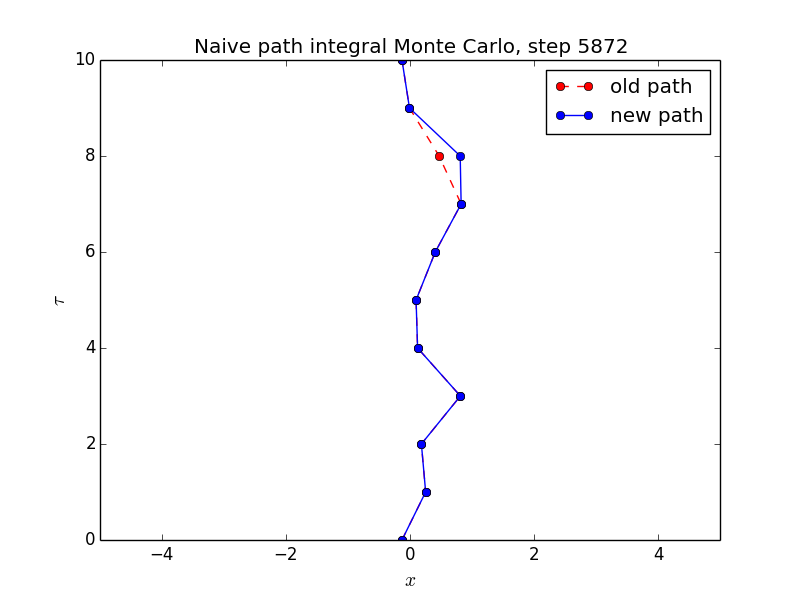 Naive path integral Monte Carlo, step 5872
old path
new path
10
8
6
4
2
0
τ
−4 −2 0 2 4
x